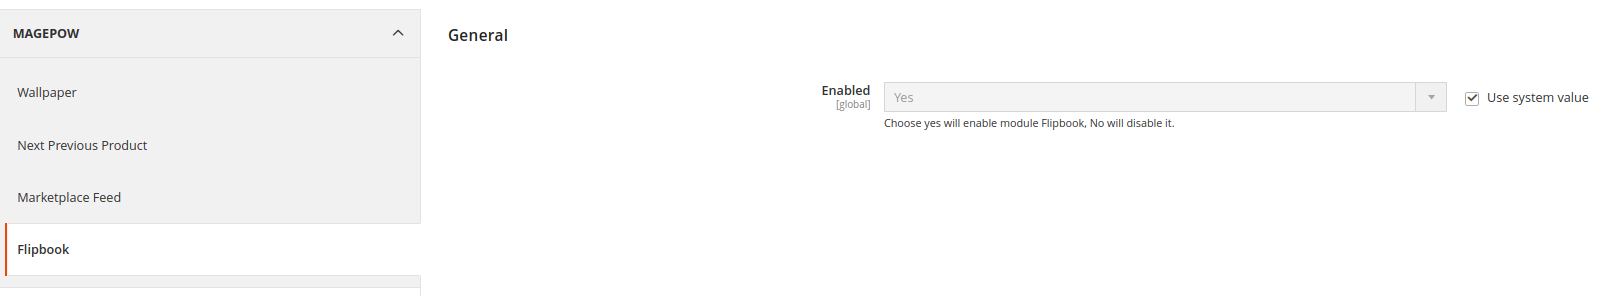 MAGEPOW
Wallpaper
Next Previous Product
Marketplace Feed
Flipbook
General
Enabled
[global]
Yes
Use system value
Choose yes will enable module Flipbook, No will disable it.